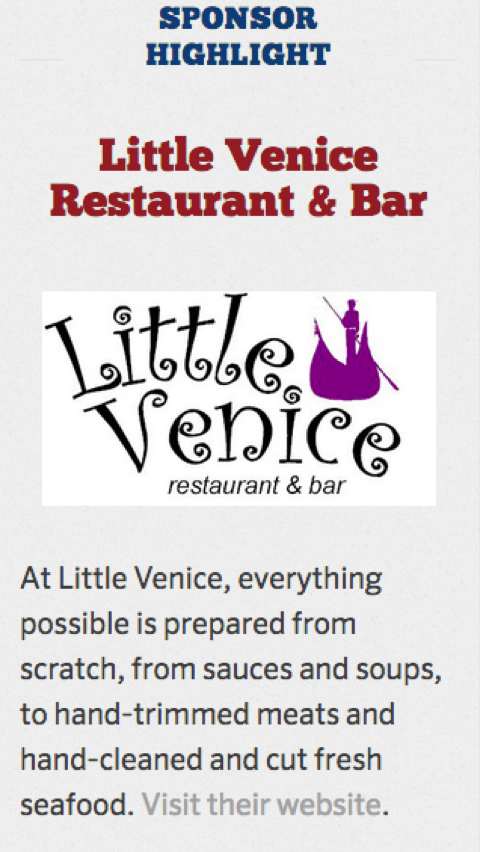 SPONSOR
HIGHLIGHT
Little Venice
Restaurant & Bar
Little
Venice
restaurant & bar
At Little Venice, everything
possible is prepared from
scratch, from sauces and soups,
to hand-trimmed meats and
hand-cleaned and cut fresh
seafood. Visit their website.